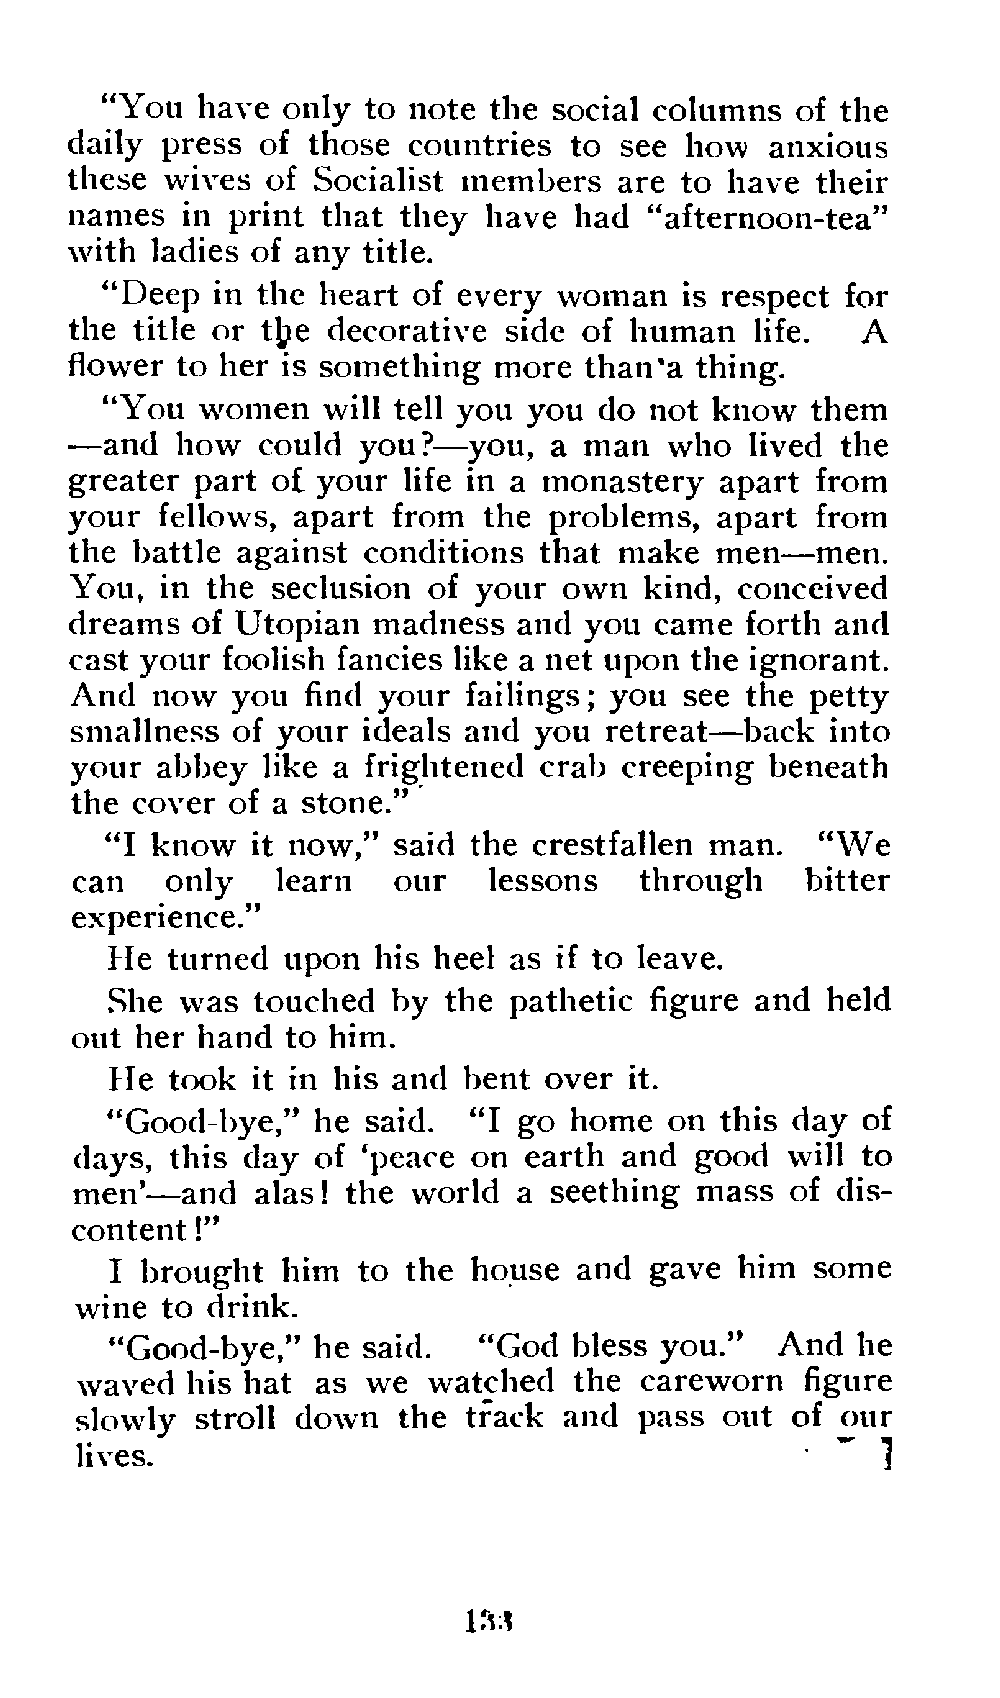 “You have only to note the social columns of the
daily press of those countries to see how anxious
these wives of Socialist members are to have their
names in print that they have had “afternoon-tea”
with ladies of any title.
“Deep in the heart of every woman is respect for
the title or the decorative side of human life. A
flower to her is something more than a thing.
“You women will tell you you do not know them
—and how could you?—you, a man who lived the
greater part of your life in a monastery apart from
your fellows, apart from the problems, apart from
the battle against conditions that make men—men.
You, in the seclusion of your own kind, conceived
dreams of Utopian madness and you came forth and
cast your foolish fancies like a net upon the ignorant.
And now you find your failings; you see the petty
smallness of your ideals and you retreat—back into
your abbey like a frightened crab creeping beneath
the cover of a stone.”
“I know it now,” said the crestfallen man. “We
can only learn our lessons through bitter
experience.”
He turned upon his heel as if to leave.
She was touched by the pathetic figure and held
out her hand to him.
He took it in his and bent over it.
“Good-bye,” he said. “I go home on this day of
days, this day of ‘peace on earth and good will to
men’—and alas! the world a seething mass of dis-
content!”
I brought him to the house and gave him some
wine to drink.
“Good-bye,” he said. “God bless you.” And he
waved his hat as we watched the careworn figure
slowly stroll down the track and pass out of our
lives.